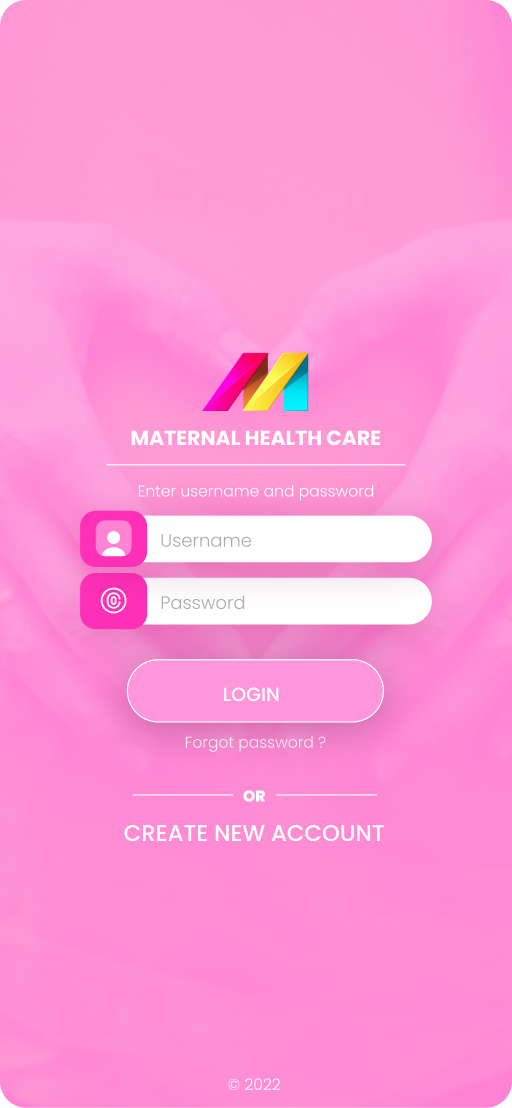 MATERNAL HEALTH CARE
Enter username and password
Username
Password
LOGIN
Forgot password ?
OR
CREATE NEW ACCOUNT
© 2022